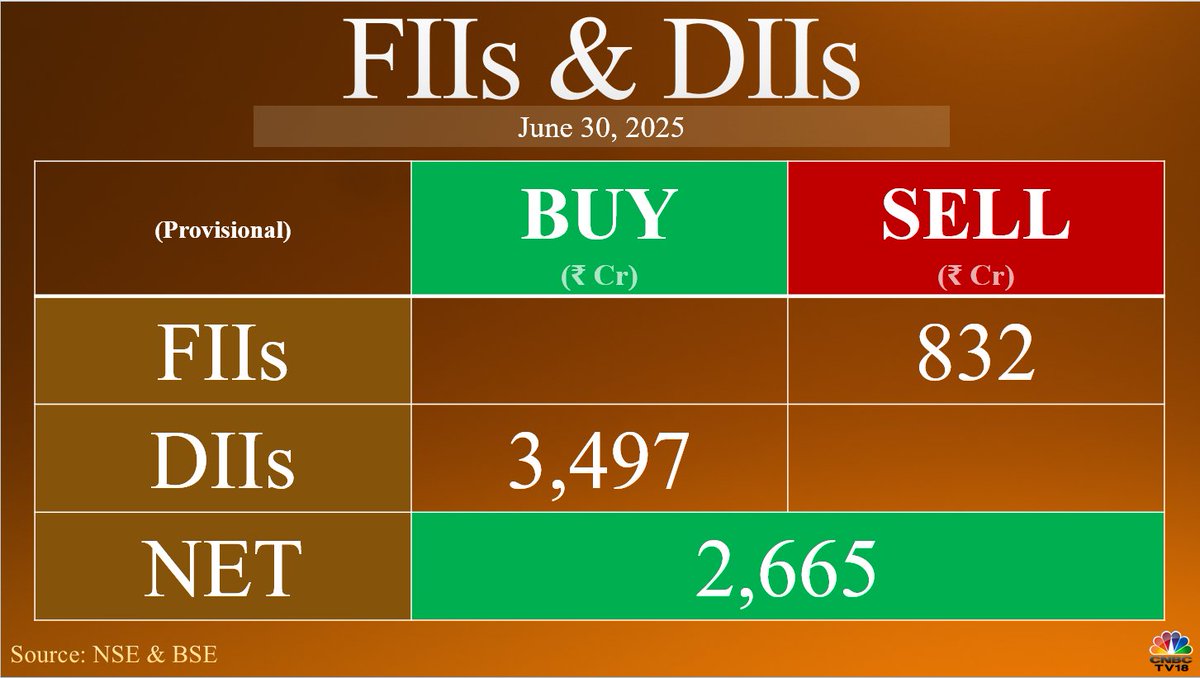 FIIs & DIIs
June 30, 2025
(Provisional)
BUY
(₹ Cr)
SELL
(₹ Cr)
FIIs
832
DIIs
3,497
NET
2,665
Source: NSE & BSE
CNBC
TV18